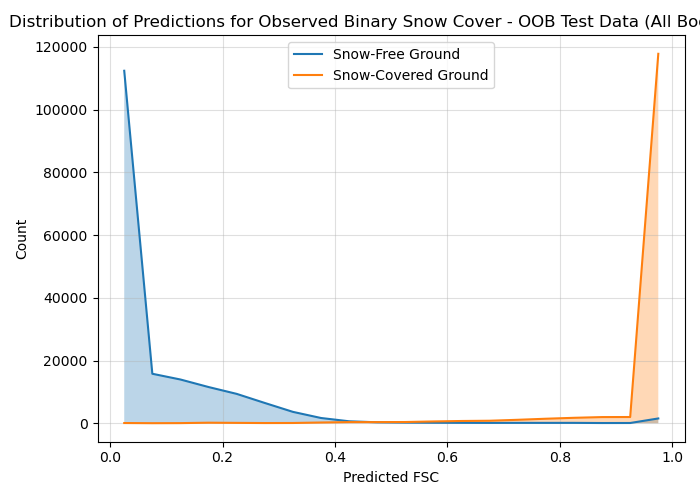 Distribution of Predictions for Observed Binary Snow Cover - OOB Test Data (All
Snow-Free Ground
Snow-Covered Ground
120000
100000
80000
60000
40000
20000
0
Count
0.0 0.2 0.4 0.6 0.8 1.0
Predicted FSC